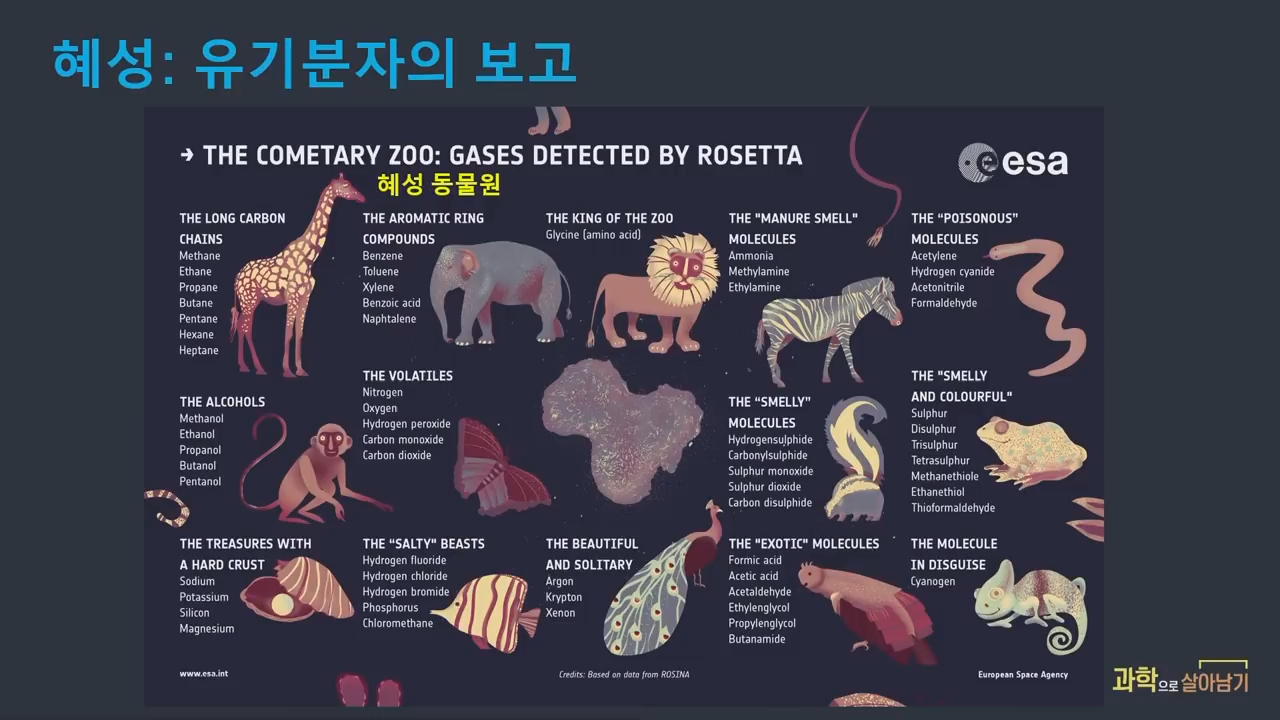 혜성: 유기분자의 보고
→ THE COMETARY ZOO: GASES DETECTED BY ROSETTA
esa
혜성 동물원
THE LONG CARBON
CHAINS
Methane
Ethane
Propane
Butane
Pentane
Hexane
Heptane
THE AROMATIC RING
COMPOUNDS
Benzene
Toluene
Xylene
Benzoic acid
Naphtalene
THE KING OF THE ZOO
Glycine (amino acid)
THE "MANURE SMELL"
MOLECULES
Ammonia
Methylamine
Ethylamine
THE "POISONOUS"
MOLECULES
Acetylene
Hydrogen cyanide
Acetonitrile
Formaldehyde
THE ALCOHOLS
Methanol
Ethanol
Propanol
Butanol
Pentanol
THE VOLATILES
Nitrogen
Oxygen
Hydrogen peroxide
Carbon monoxide
Carbon dioxide
THE "SMELLY"
MOLECULES
Hydrogensulphide
Carbonylsulphide
Sulphur monoxide
Sulphur dioxide
Carbon disulphide
THE "SMELLY
AND COLOURFUL"
Sulphur
Disulphur
Trisulphur
Tetrasulphur
Methanethiole
Ethanethiol
Thioformaldehyde
THE TREASURES WITH
A HARD CRUST
Sodium
Potassium
Silicon
Magnesium
THE "SALTY" BEASTS
Hydrogen fluoride
Hydrogen chloride
Hydrogen bromide
Phosphorus
Chloromethane
THE BEAUTIFUL
AND SOLITARY
Argon
Krypton
Xenon
THE "EXOTIC" MOLECULES
Formic acid
Acetic acid
Acetaldehyde
Ethylenglycol
Propylenglycol
Butanamide
THE MOLECULE
IN DISGUISE
Cyanogen
www.esa.int
Credits: Based on data from ROSINA
European Space Agency
과학으로 살아남기